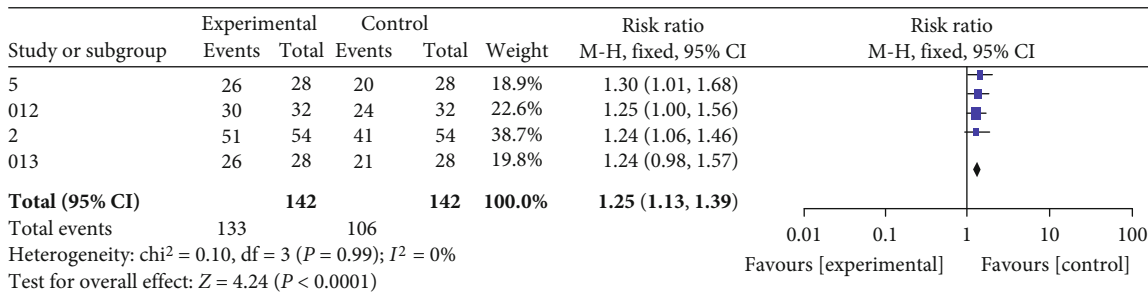 Experimental Control Risk ratio Risk ratio
Study or subgroup Events Total Events Total Weight M-H, fixed, 95% CI M-H, fixed, 95% CI
5 26 28 20 28 18.9% 1.30 (1.01, 1.68)
012 30 32 24 32 22.6% 1.25 (1.00, 1.56)
2 51 54 41 54 38.7% 1.24 (1.06, 1.46)
013 26 28 21 28 19.8% 1.24 (0.98, 1.57)
Total (95% CI) 142 142 100.0% 1.25 (1.13, 1.39)
Total events 133 106
0.01 0.1 1 10 100
Heterogeneity: chi² = 0.10, df = 3 (P = 0.99); I² = 0%
Favours [experimental] Favours [control]
Test for overall effect: Z = 4.24 (P < 0.0001)